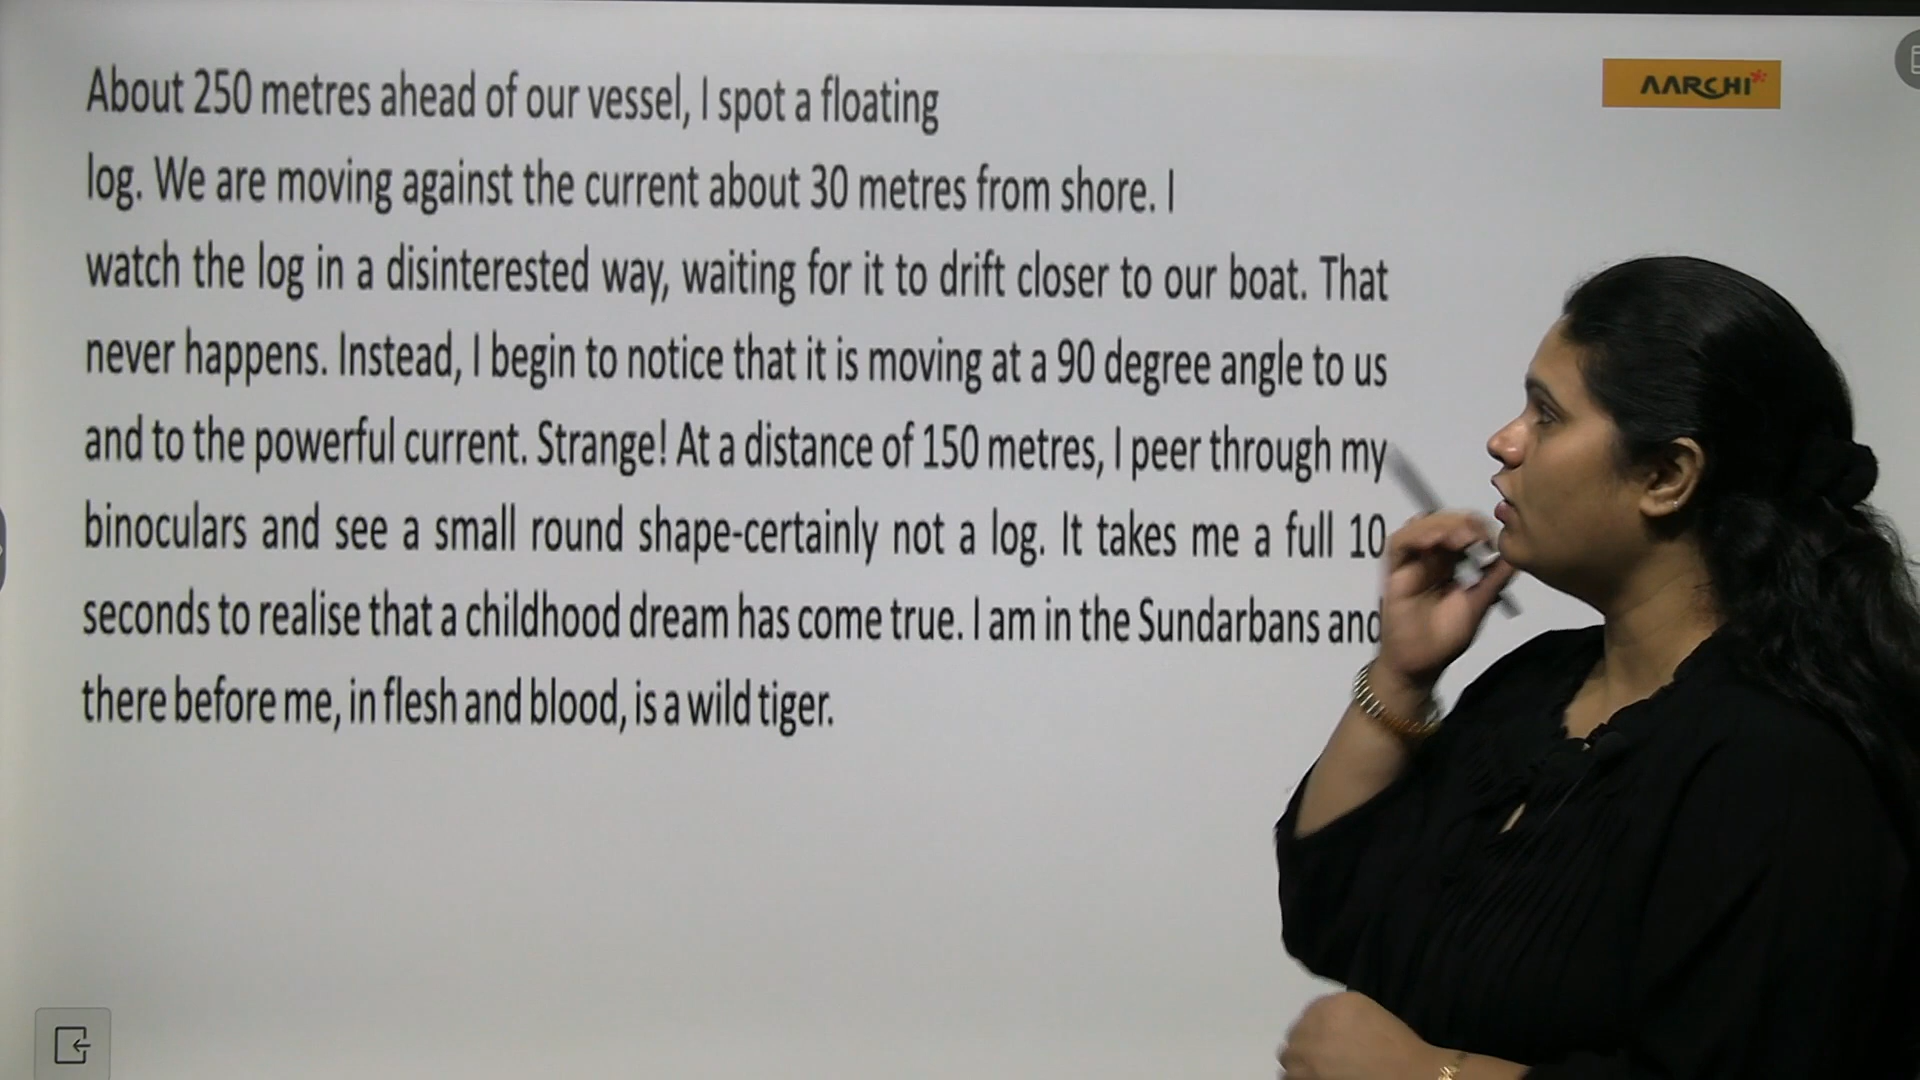 About 250 metres ahead of our vessel, I spot a floating
log. We are moving against the current about 30 metres from shore. I
watch the log in a disinterested way, waiting for it to drift closer to our boat. That
never happens. Instead, I begin to notice that it is moving at a 90 degree angle to us
and to the powerful current. Strange! At a distance of 150 metres, I peer through my
binoculars and see a small round shape-certainly not a log. It takes me a full 10
seconds to realise that a childhood dream has come true. I am in the Sundarbans and
there before me, in flesh and blood, is a wild tiger.
AARCHI*